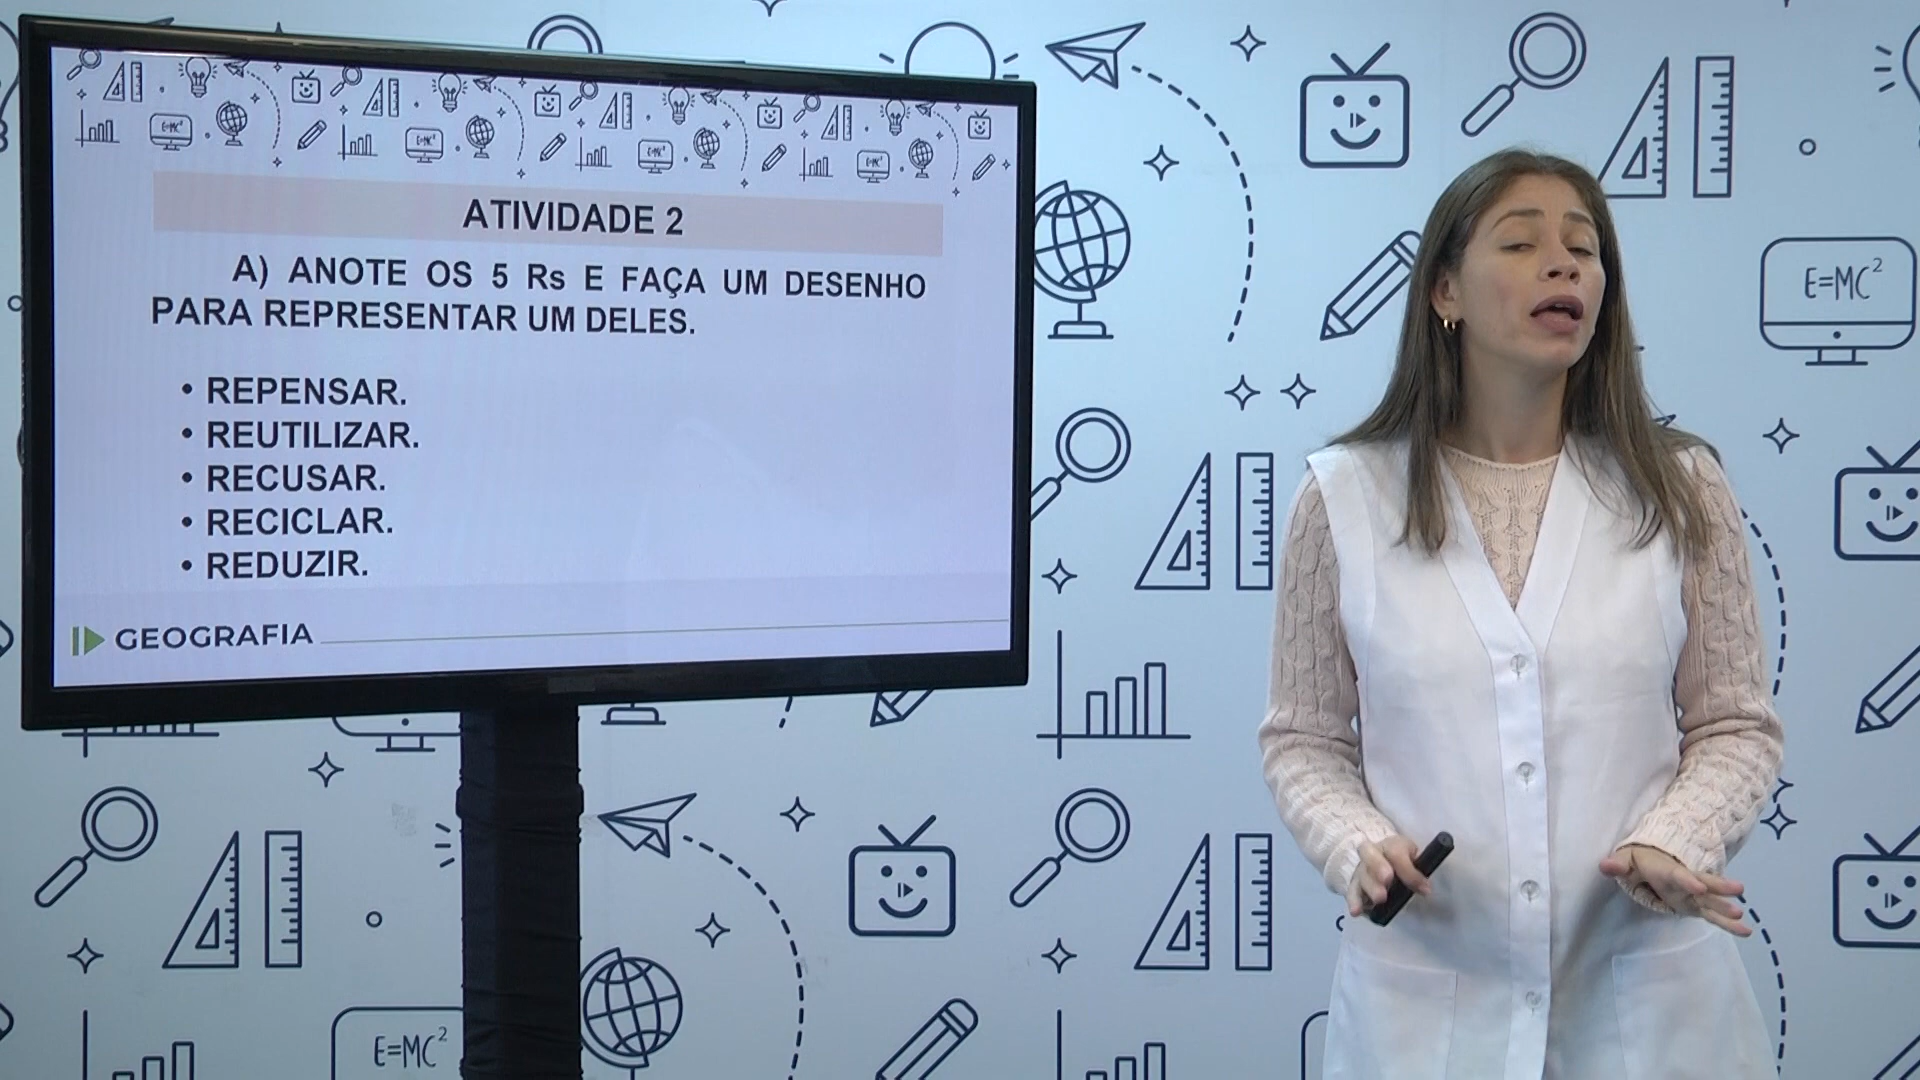 ATIVIDADE 2
A) ANOTE OS 5 Rs E FAÇA UM DESENHO
PARA REPRESENTAR UM DELES.
• REPENSAR.
• REUTILIZAR.
• RECUSAR.
• RECICLAR.
• REDUZIR.
GEOGRAFIA
E=MC²
E=MC²